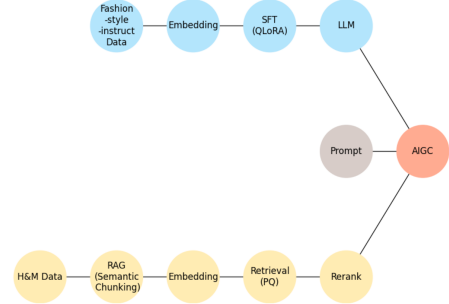 Fashion
-style
-instruct
Data
Embedding
SFT
(QLoRA)
LLM
Prompt
AIGC
H&M Data
RAG
(Semantic
Chunking)
Embedding
Retrieval
(PQ)
Rerank